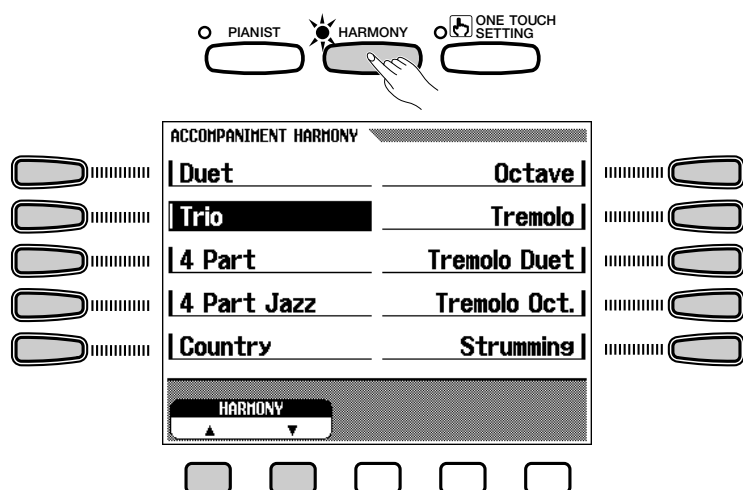 PIANIST
HARMONY
ONE TOUCH
SETTING
ACCOMPANIMENT HARMONY
Duet
Octave
Trio
Tremolo
4 Part
Tremolo Duet
4 Part Jazz
Tremolo Oct.
Country
Strumming
HARMONY
▲ ▼